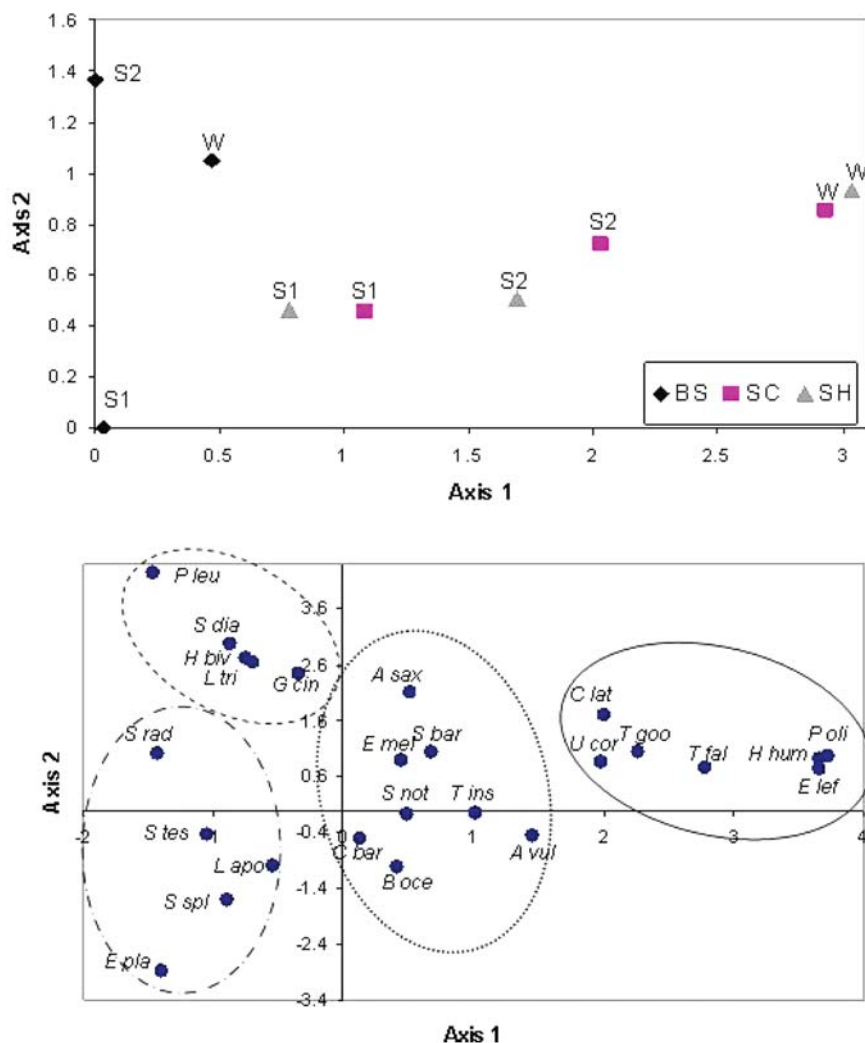 1.6
1.4
1.2
1
0.8
0.6
0.4
0.2
0
Axis 2
S2
W
S1
S1
S1
S2
S2
W
W
BS SC SH
0 0.5 1 1.5 2 2.5 3
Axis 1
P leu
S dia
H biv
L tri
G cin
S rad
S tes
L apo
S spl
E pla
A sax
E mel
S bar
S not
T ins
C bar
B oce
A vul
C lat
U cor
T goo
T fal
H hum
P oli
E lef
3.6
2.6
1.6
0.6
-0.4
-1.4
-2.4
-3.4
-2 -1 0 1 2 3 4
Axis 2
Axis 1